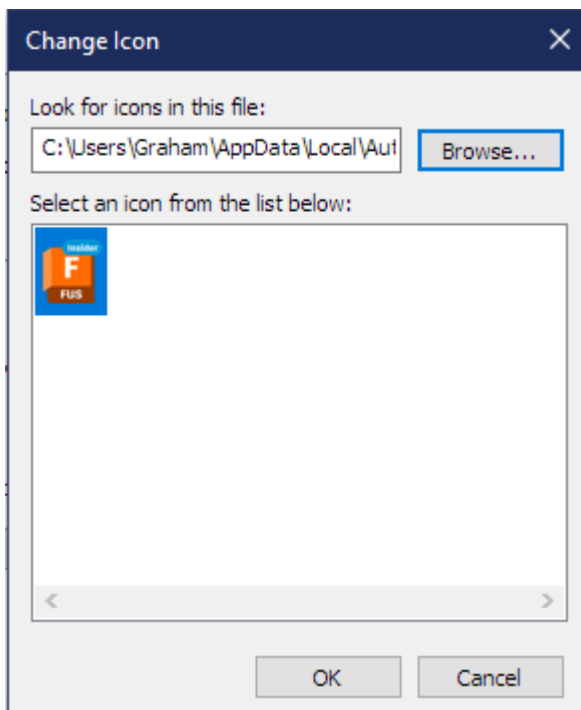 Change Icon
Look for icons in this file:
C:\Users\Graham\AppData\Local\Aut
Browse...
Select an icon from the list below:
Insider
F
FUS
OK
Cancel